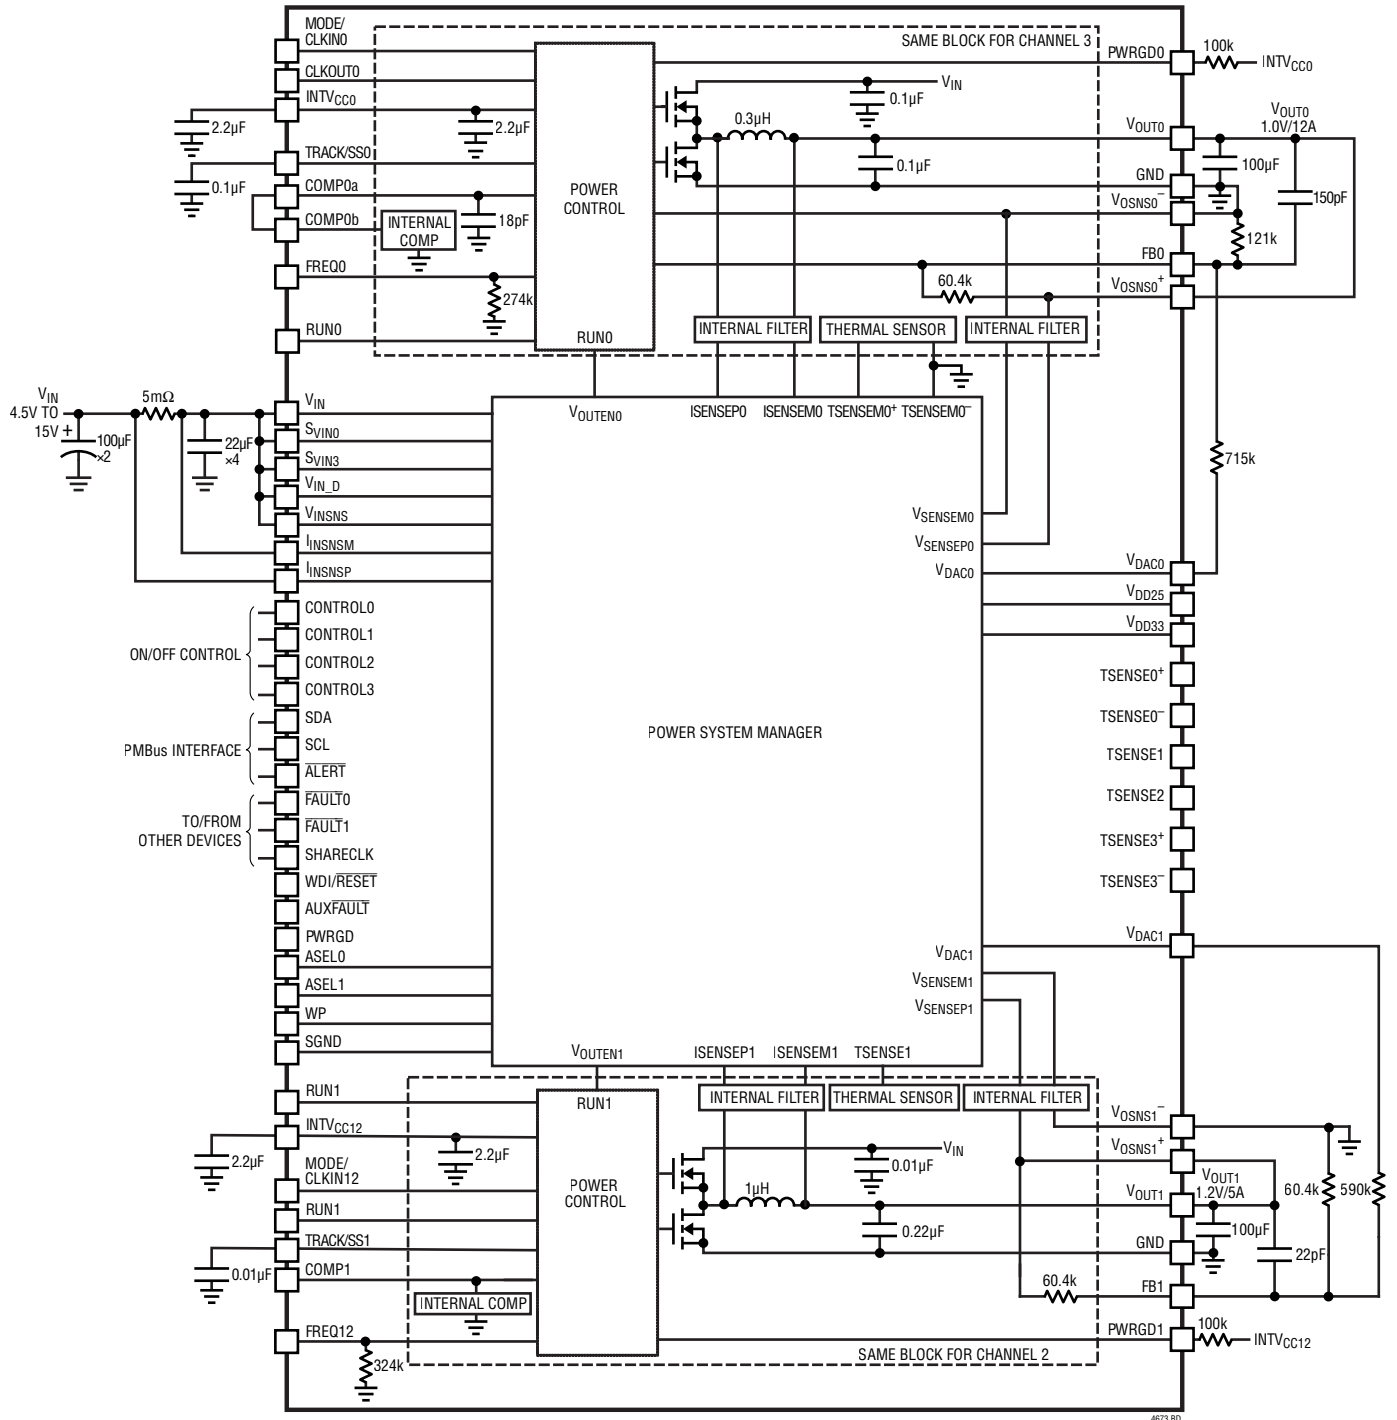 MODE/
CLKIN0
CLKOUT0
INTVCC0
2.2µF
2.2µF
TRACK/SS0
0.1µF
COMP0a
COMP0b
INTERNAL
COMP
18pF
FREQ0
274k
RUN0
POWER
CONTROL
RUN0
SAME BLOCK FOR CHANNEL 3
VIN
0.1µF
0.3µH
0.1µF
60.4k
INTERNAL FILTER
THERMAL SENSOR
INTERNAL FILTER
PWRGD0
100k
INTVCC0
VOUT0
VOUT0
1.0V/12A
100µF
150pF
GND
VOSNS0–
121k
FB0
VOSNS0+
715k
VIN
4.5V TO
15V
+
100µF
×2
5mΩ
22µF
×4
VIN
SVIN0
SVIN3
VIN_D
VINSNS
IINSNSM
IINSNSP
VOUTEN0
ISENSEP0
ISENSEM0
TSENSEM0+
TSENSEM0–
VSENSEM0
VSENSEP0
VDAC0
VDAC0
VDD25
VDD33
ON/OFF CONTROL
CONTROL0
CONTROL1
CONTROL2
CONTROL3
PMBus INTERFACE
SDA
SCL
ALERT
TO/FROM
OTHER DEVICES
FAULT0
FAULT1
SHARECLK
WDI/RESET
AUXFAULT
PWRGD
ASEL0
ASEL1
WP
SGND
POWER SYSTEM MANAGER
TSENSE0+
TSENSE0–
TSENSE1
TSENSE2
TSENSE3+
TSENSE3–
VDAC1
VDAC1
VSENSEM1
VSENSEP1
VOUTEN1
ISENSEP1
ISENSEM1
TSENSE1
RUN1
INTVCC12
2.2µF
2.2µF
MODE/
CLKIN12
RUN1
TRACK/SS1
0.01µF
COMP1
INTERNAL COMP
FREQ12
324k
RUN1
POWER
CONTROL
INTERNAL FILTER
THERMAL SENSOR
INTERNAL FILTER
VIN
0.01µF
1µH
0.22µF
60.4k
SAME BLOCK FOR CHANNEL 2
VOSNS1–
VOSNS1+
VOUT1
VOUT1
1.2V/5A
100µF
60.4k
590k
GND
22pF
FB1
PWRGD1
100k
INTVCC12
4673 BD